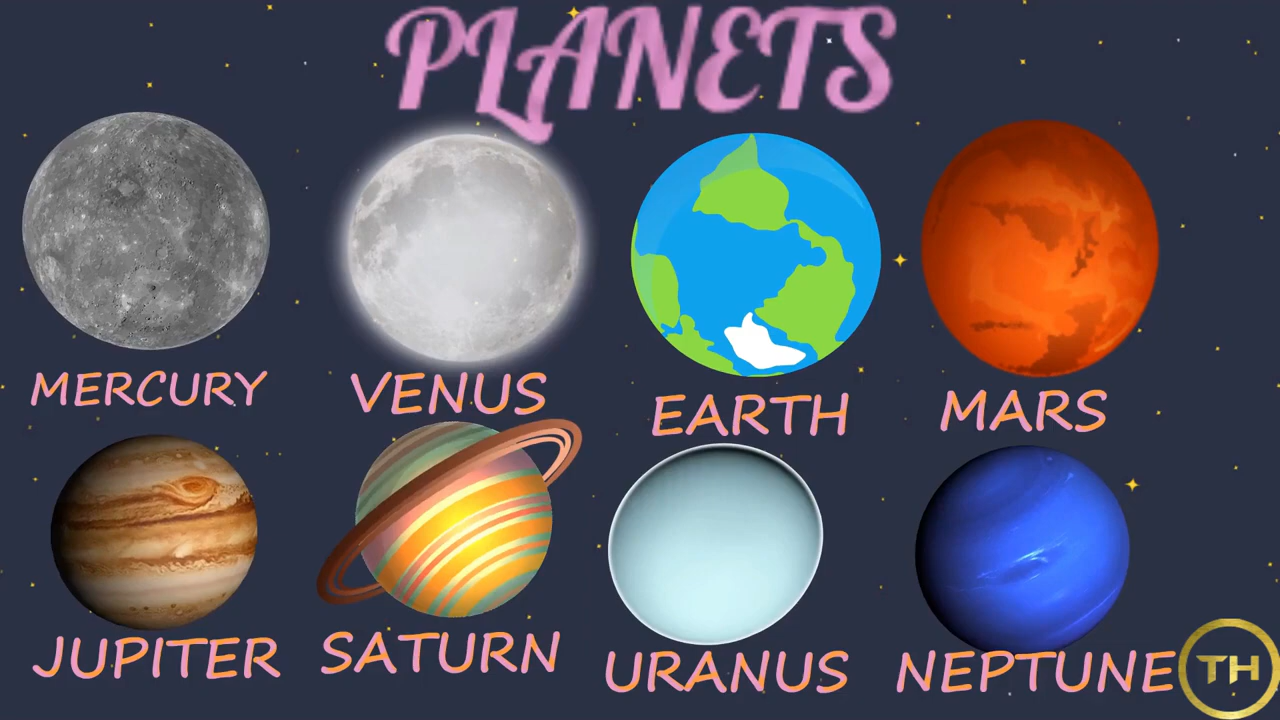 PLANETS
MERCURY
VENUS
EARTH
MARS
JUPITER
SATURN
URANUS
NEPTUNE
TH